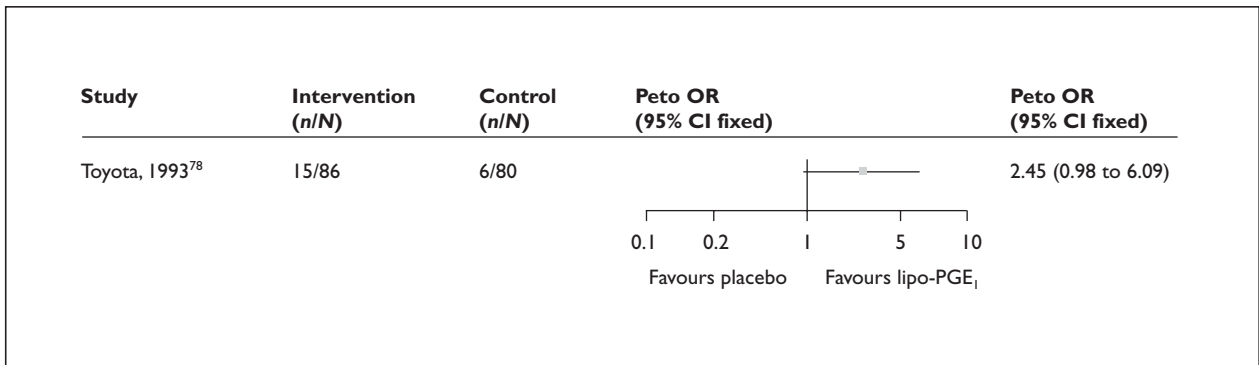 Study Intervention Control Peto OR Peto OR
(n/N) (n/N) (95% CI fixed) (95% CI fixed)
Toyota, 1993⁷⁸ 15/86 6/80 2.45 (0.98 to 6.09)
0.1 0.2 1 5 10
Favours placebo Favours lipo-PGE₁